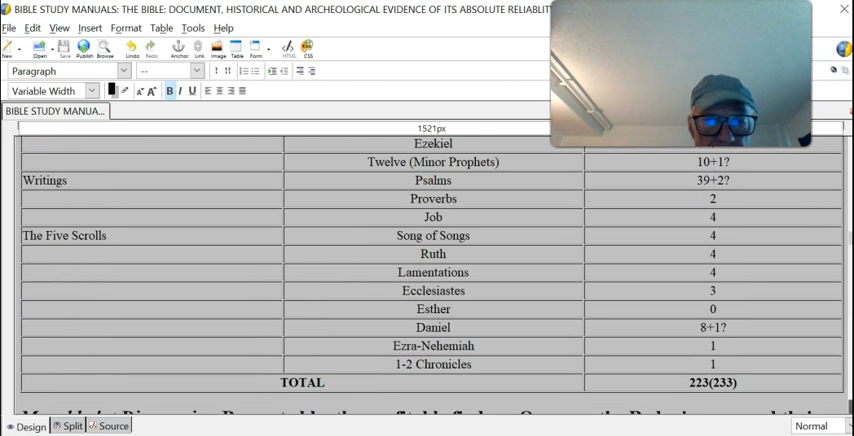 BIBLE STUDY MANUALS: THE BIBLE: DOCUMENT, HISTORICAL AND ARCHEOLOGICAL EVIDENCE OF ITS ABSOLUTE RELIABLIT
File Edit View Insert Format Table Tools Help
New Open Save Publish Browse Undo Redo Anchor Link Image Table Form HTML CSS
Paragraph --
Variable Width A A B I U
BIBLE STUDY MANUA...
1521px
Ezekiel
Twelve (Minor Prophets) 10+1?
Writings Psalms 39+2?
Proverbs 2
Job 4
The Five Scrolls Song of Songs 4
Ruth 4
Lamentations 4
Ecclesiastes 3
Esther 0
Daniel 8+1?
Ezra-Nehemiah 1
1-2 Chronicles 1
TOTAL 223(233)
Design Split Source Normal